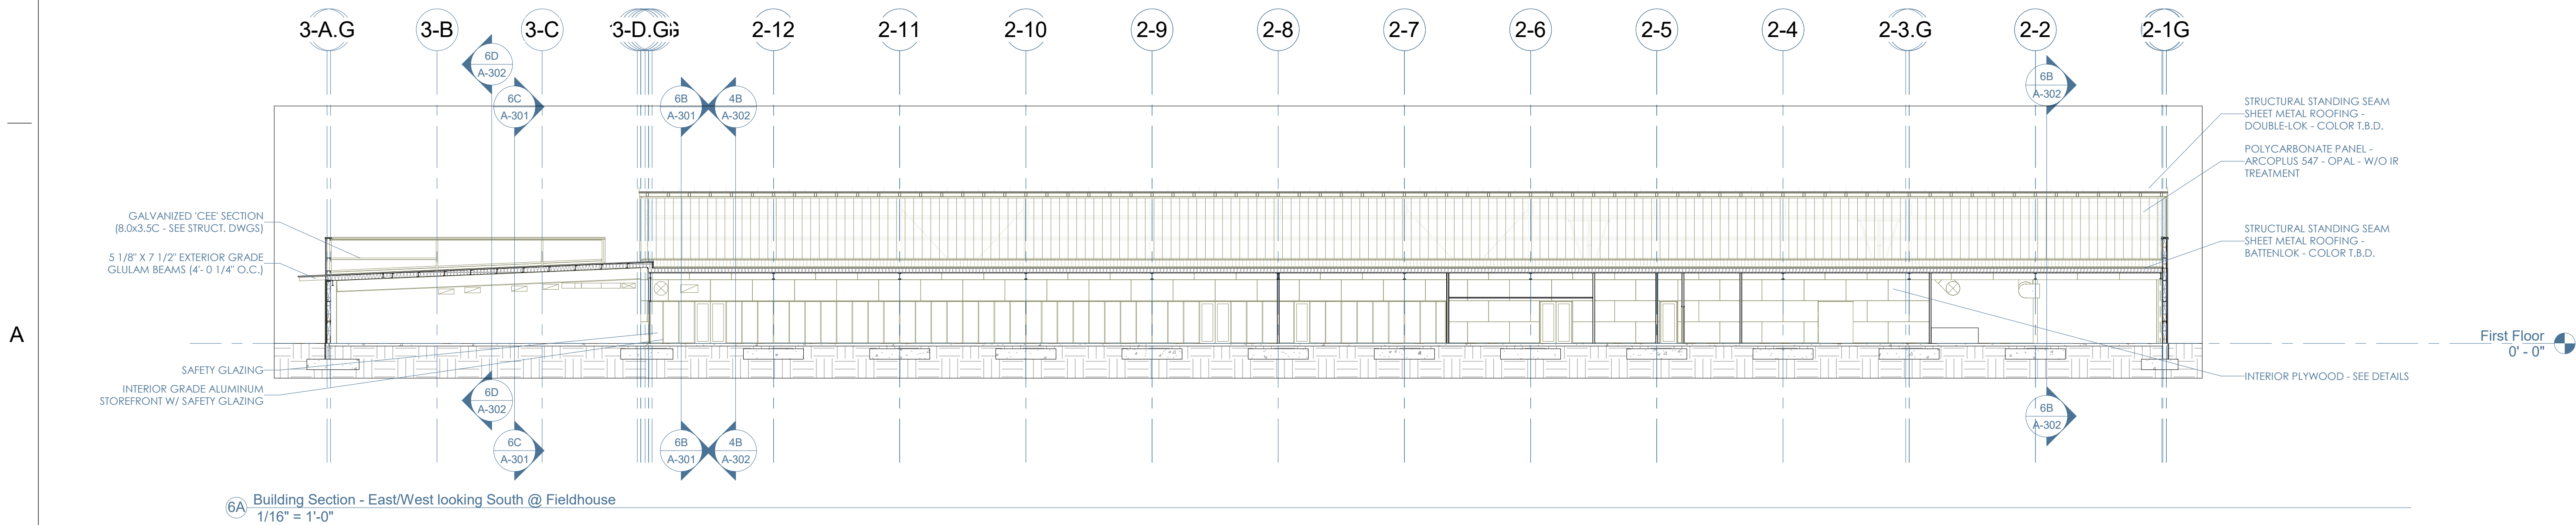 3-A.G
3-B
3-C
3-D.G
2-12
2-11
2-10
2-9
2-8
2-7
2-6
2-5
2-4
2-3.G
2-2
2-1G
6D
A-302
6C
A-301
6B
A-301
4B
A-302
6B
A-302
STRUCTURAL STANDING SEAM
SHEET METAL ROOFING -
DOUBLE-LOK - COLOR T.B.D.
POLYCARBONATE PANEL -
ARCOPLUS 547 - OPAL - W/O IR
TREATMENT
GALVANIZED 'CEE' SECTION
(8.0x3.5C - SEE STRUCT. DWGS)
5 1/8" X 7 1/2" EXTERIOR GRADE
GLULAM BEAMS (4'- 0 1/4" O.C.)
STRUCTURAL STANDING SEAM
SHEET METAL ROOFING -
BATTENLOK - COLOR T.B.D.
A
First Floor
0' - 0"
SAFETY GLAZING
INTERIOR GRADE ALUMINUM
STOREFRONT W/ SAFETY GLAZING
INTERIOR PLYWOOD - SEE DETAILS
6D
A-302
6C
A-301
6B
A-301
4B
A-302
6B
A-302
6A
Building Section - East/West looking South @ Fieldhouse
1/16" = 1'-0"